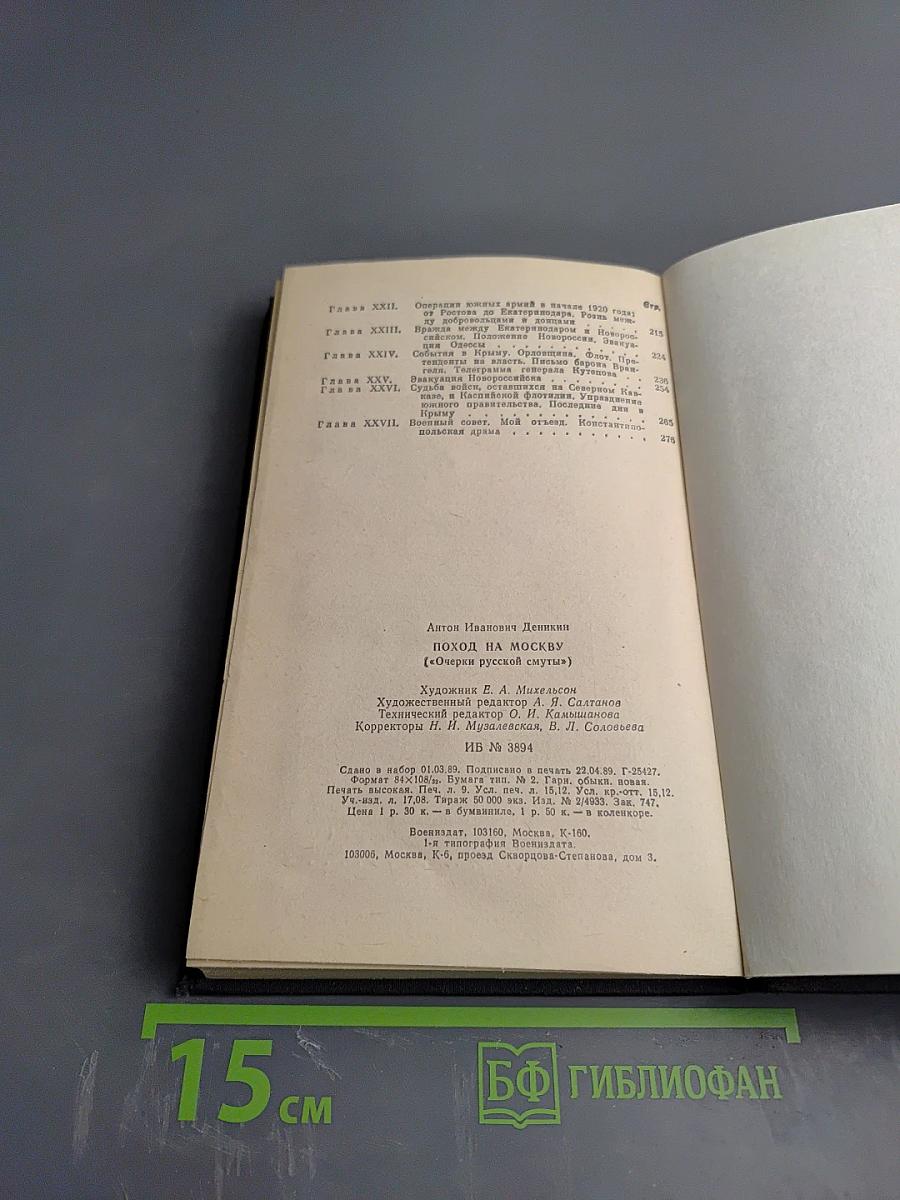 Стр.
Глава XXII. Операции южных армий в начале 1920 года;
от Ростова до Екатеринодара. Рознь меж-
ду добровольцами и донцами . . . . . 215
Глава XXIII. Вражда между Екатеринодаром и Новорос-
сийском. Положение Новороссии. Эвакуа-
ция Одессы . . . . . . . . . . . 224
Глава XXIV. События в Крыму. Орловщина. Флот. Пре-
тенденты на власть. Письмо барона Вран-
геля. Телеграмма генерала Кутепова . . 236
Глава XXV. Эвакуация Новороссийска . . . . . . . 254
Глава XXVI. Судьба войск, оставшихся на Северном Кав-
казе, и Каспийской флотилии. Упразднение
южного правительства. Последние дни в
Крыму . . . . . . . . . . . . . 265
Глава XXVII. Военный совет. Мой отъезд. Константино-
польская драма . . . . . . . . . . 276
Антон Иванович Деникин
ПОХОД НА МОСКВУ
(«Очерки русской смуты»)
Художник Е. А. Михельсон
Художественный редактор А. Я. Салтанов
Технический редактор О. И. Камышанова
Корректоры Н. И. Музалевская, В. Л. Соловьева
ИБ № 3894
Сдано в набор 01.03.89. Подписано в печать 22.04.89. Г-25427.
Формат 84×108/32. Бумага тип. № 2. Гарн. обыкн. новая.
Печать высокая. Печ. л. 9. Усл. печ. л. 15,12. Усл. кр.-отт. 15,12.
Уч.-изд. л. 17,08. Тираж 50 000 экз. Изд. № 2/4933. Зак. 747.
Цена 1 р. 30 к. — в бумвиниле, 1 р. 50 к. — в коленкоре.
Воениздат, 103160, Москва, К-160.
1-я типография Воениздата.
103006, Москва, К-6, проезд Скворцова-Степанова, дом 3.
15 см
БФ ГИБЛИОФАН